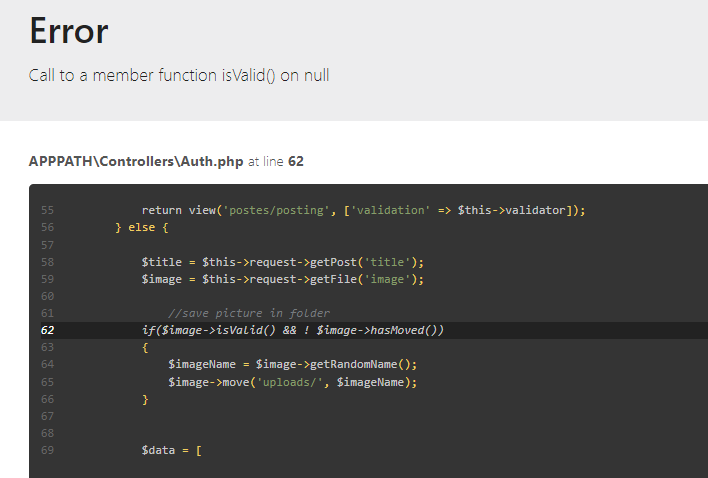 Error
Call to a member function isValid() on null
APPPATH\Controllers\Auth.php at line 62
55 return view('postes/posting', ['validation' => $this->validator]);
56 } else {
57
58 $title = $this->request->getPost('title');
59 $image = $this->request->getFile('image');
60
61 //save picture in folder
62 if($image->isValid() && ! $image->hasMoved())
63 {
64 $imageName = $image->getRandomName();
65 $image->move('uploads/', $imageName);
66 }
67
68
69 $data = [